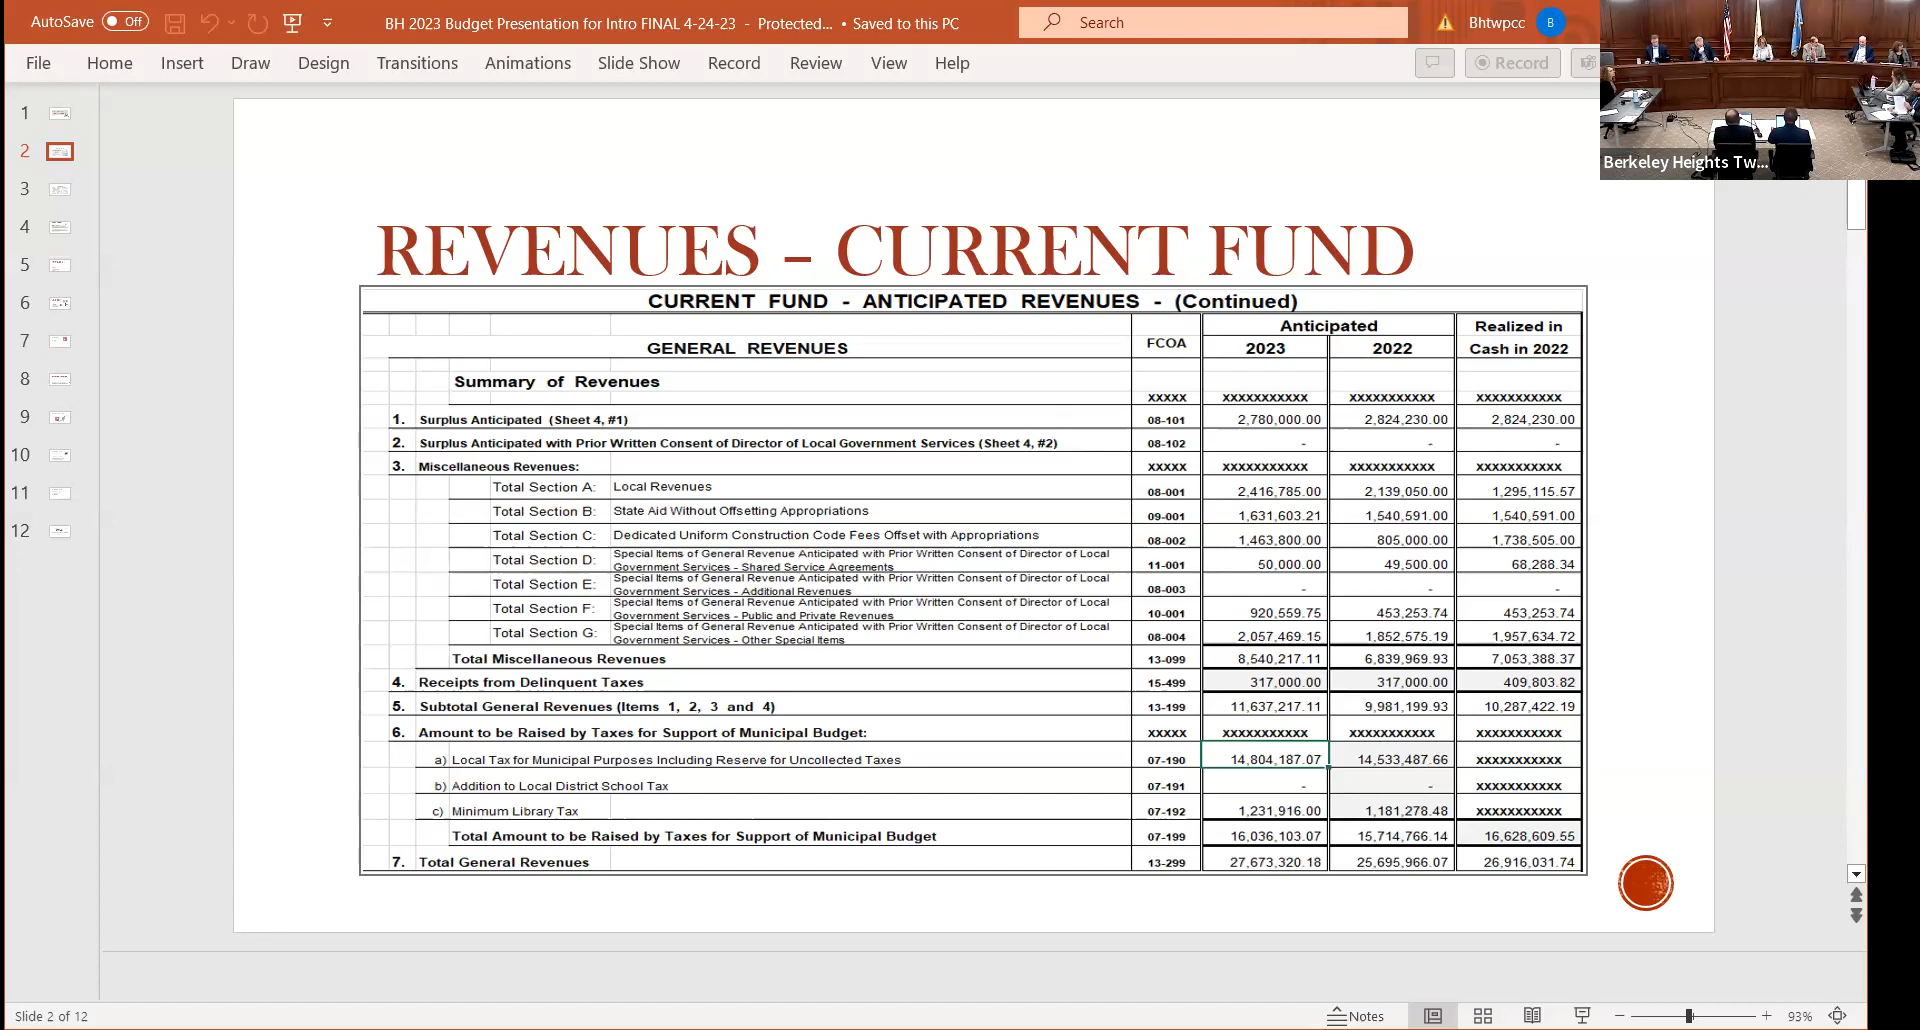 AutoSave Off BH 2023 Budget Presentation for Intro FINAL 4-24-23 - Protected... • Saved to this PC Search Bhtwpcc B
File Home Insert Draw Design Transitions Animations Slide Show Record Review View Help Record
Berkeley Heights Tw...
1
2
3
4
5
6
7
8
9
10
11
12
REVENUES – CURRENT FUND
CURRENT FUND - ANTICIPATED REVENUES - (Continued)
GENERAL REVENUES FCOA Anticipated 2023 2022 Realized in Cash in 2022
Summary of Revenues
xxxxx xxxxxxxxxxx xxxxxxxxxxx xxxxxxxxxxx
1. Surplus Anticipated (Sheet 4, #1) 08-101 2,780,000.00 2,824,230.00 2,824,230.00
2. Surplus Anticipated with Prior Written Consent of Director of Local Government Services (Sheet 4, #2) 08-102 - - -
3. Miscellaneous Revenues: xxxxx xxxxxxxxxxx xxxxxxxxxxx xxxxxxxxxxx
Total Section A: Local Revenues 08-001 2,416,785.00 2,139,050.00 1,295,115.57
Total Section B: State Aid Without Offsetting Appropriations 09-001 1,631,603.21 1,540,591.00 1,540,591.00
Total Section C: Dedicated Uniform Construction Code Fees Offset with Appropriations 08-002 1,463,800.00 805,000.00 1,738,505.00
Total Section D: Special Items of General Revenue Anticipated with Prior Written Consent of Director of Local
Government Services - Shared Service Agreements 11-001 50,000.00 49,500.00 68,288.34
Total Section E: Special Items of General Revenue Anticipated with Prior Written Consent of Director of Local
Government Services - Additional Revenues 08-003 - - -
Total Section F: Special Items of General Revenue Anticipated with Prior Written Consent of Director of Local
Government Services - Public and Private Revenues 10-001 920,559.75 453,253.74 453,253.74
Total Section G: Special Items of General Revenue Anticipated with Prior Written Consent of Director of Local
Government Services - Other Special Items 08-004 2,057,469.15 1,852,575.19 1,957,634.72
Total Miscellaneous Revenues 13-099 8,540,217.11 6,839,969.93 7,053,388.37
4. Receipts from Delinquent Taxes 15-499 317,000.00 317,000.00 409,803.82
5. Subtotal General Revenues (Items 1, 2, 3 and 4) 13-199 11,637,217.11 9,981,199.93 10,287,422.19
6. Amount to be Raised by Taxes for Support of Municipal Budget: xxxxx xxxxxxxxxxx xxxxxxxxxxx xxxxxxxxxxx
a) Local Tax for Municipal Purposes Including Reserve for Uncollected Taxes 07-190 14,804,187.07 14,533,487.66 xxxxxxxxxxx
b) Addition to Local District School Tax 07-191 - - xxxxxxxxxxx
c) Minimum Library Tax 07-192 1,231,916.00 1,181,278.48 xxxxxxxxxxx
Total Amount to be Raised by Taxes for Support of Municipal Budget 07-199 16,036,103.07 15,714,766.14 16,628,609.55
7. Total General Revenues 13-299 27,673,320.18 25,695,966.07 26,916,031.74
Slide 2 of 12 Notes 93%